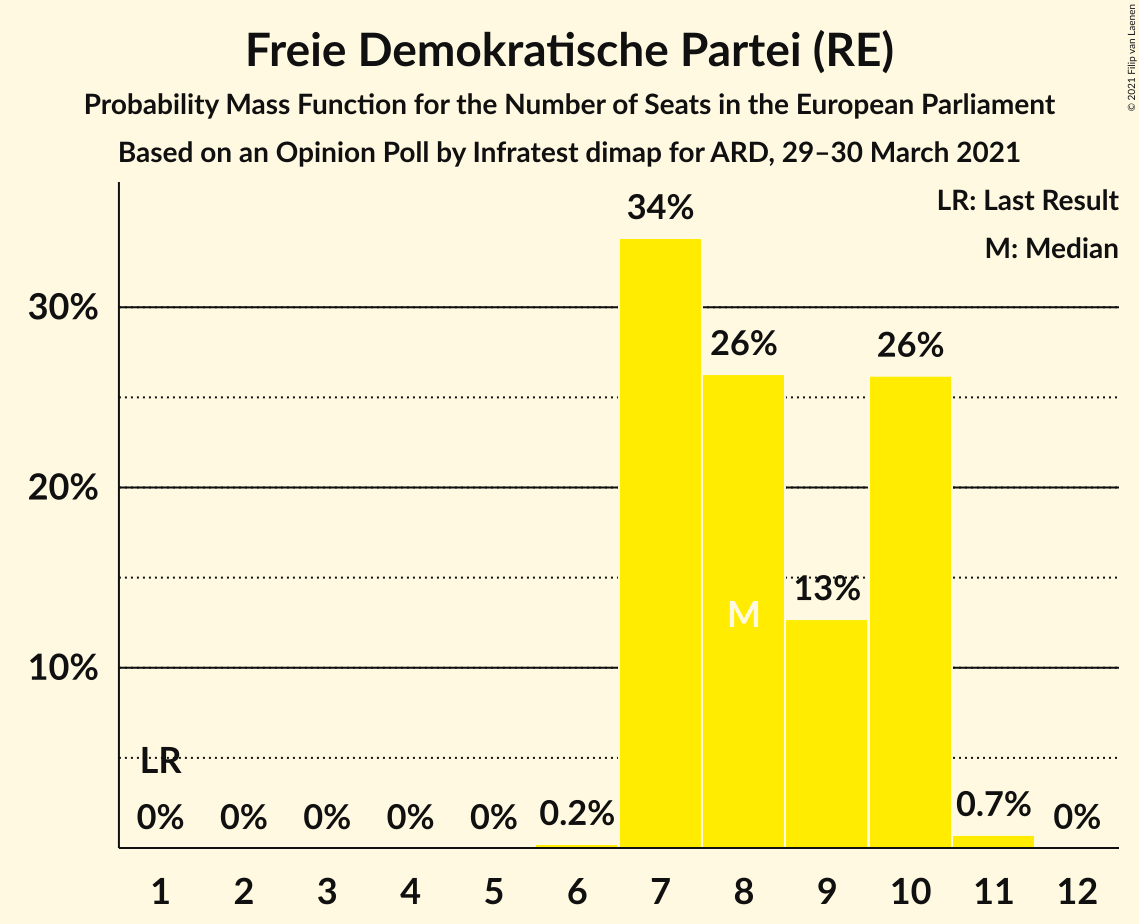 Freie Demokratische Partei (RE)
Probability Mass Function for the Number of Seats in the European Parliament
Based on an Opinion Poll by Infratest dimap for ARD, 29–30 March 2021
© 2021 Filip van Laenen
LR: Last Result
M: Median
34%
30%
26%
26%
20%
13%
M
10%
LR
0%
0%
0%
0%
0%
0.2%
0.7%
0%
1 2 3 4 5 6 7 8 9 10 11 12